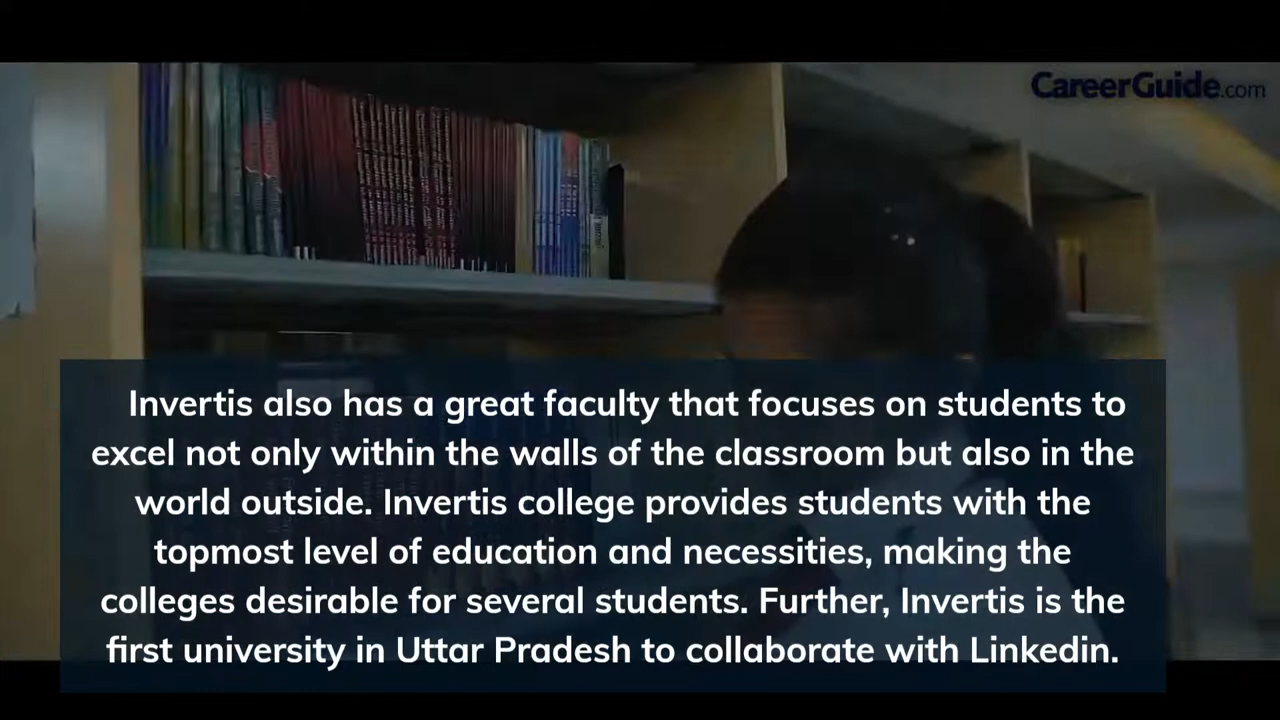 CareerGuide.com
Invertis also has a great faculty that focuses on students to
excel not only within the walls of the classroom but also in the
world outside. Invertis college provides students with the
topmost level of education and necessities, making the
colleges desirable for several students. Further, Invertis is the
first university in Uttar Pradesh to collaborate with Linkedin.